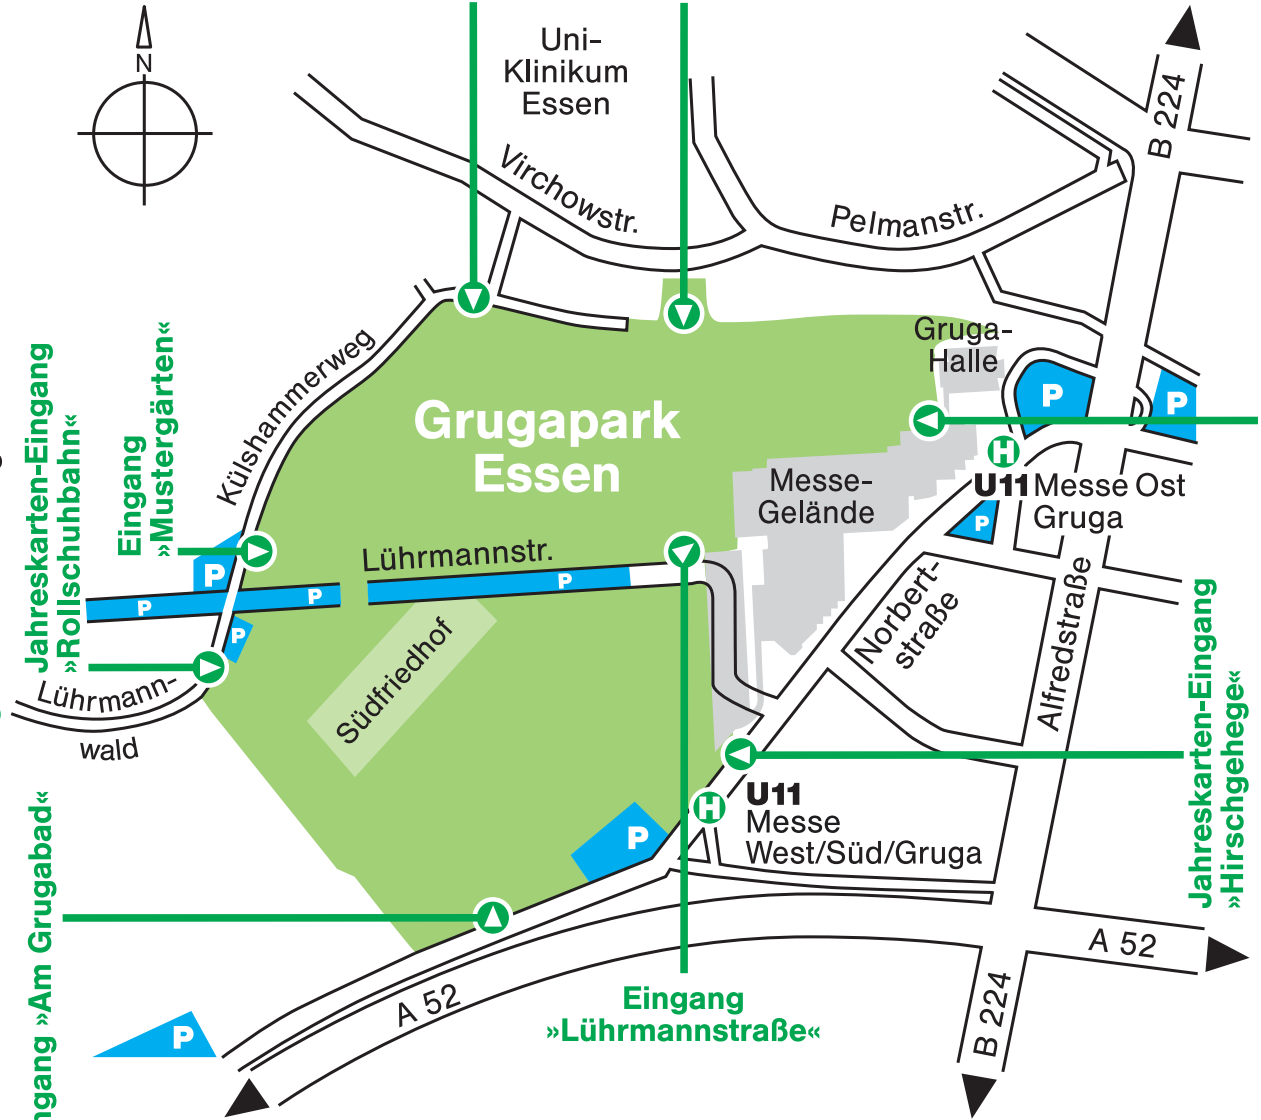 N
Uni-
Klinikum
Essen
B 224
Virchowstr.
Pelmanstr.
Gruga-
Halle
Külshammerweg
Jahreskarten-Eingang
»Rollschuhbahn«
Eingang
»Mustergärten«
Grugapark
Essen
P
P
H
U11 Messe Ost
Gruga
Messe-
Gelände
P
Lührmannstr.
P
P
P
P
P
Norbert-
straße
Alfredstraße
Jahreskarten-Eingang
»Hirschgehege«
Südfriedhof
Lührmann-
wald
H
U11
Messe
West/Süd/Gruga
P
»Am Grugabad«
A 52
A 52
Eingang
»Lührmannstraße«
B 224
P